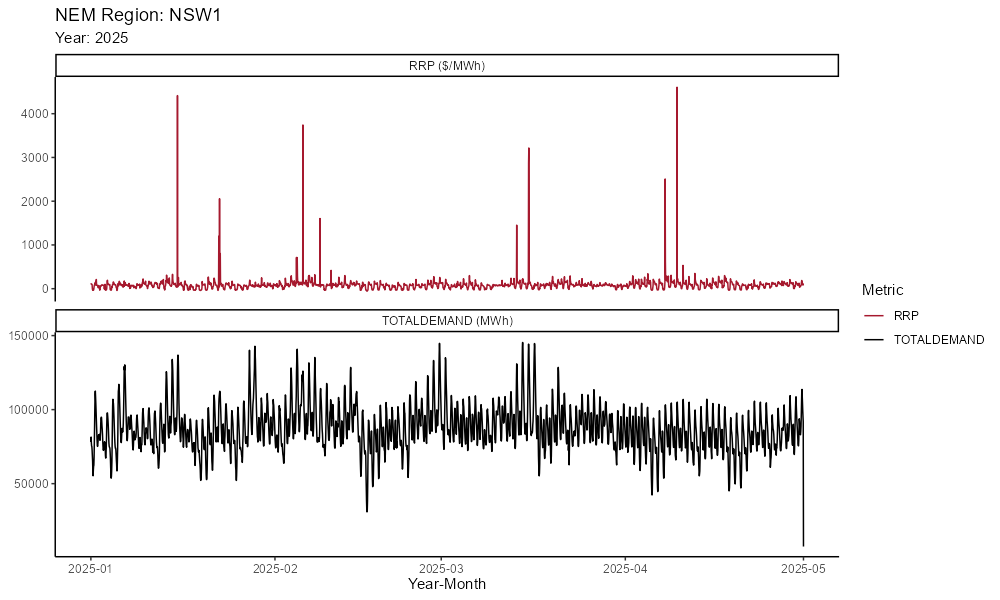 NEM Region: NSW1
Year: 2025
RRP ($/MWh)
4000
3000
2000
1000
0
TOTALDEMAND (MWh)
150000
100000
50000
2025-01
2025-02
2025-03
2025-04
2025-05
Year-Month
Metric
RRP
TOTALDEMAND